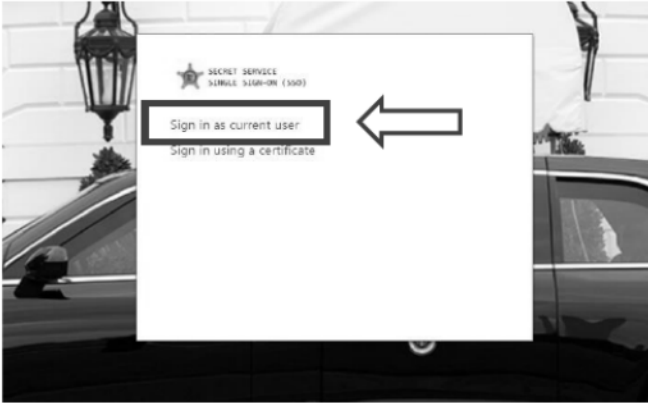 SECRET SERVICE
SINGLE SIGN-ON (SSO)
Sign in as current user
Sign in using a certificate